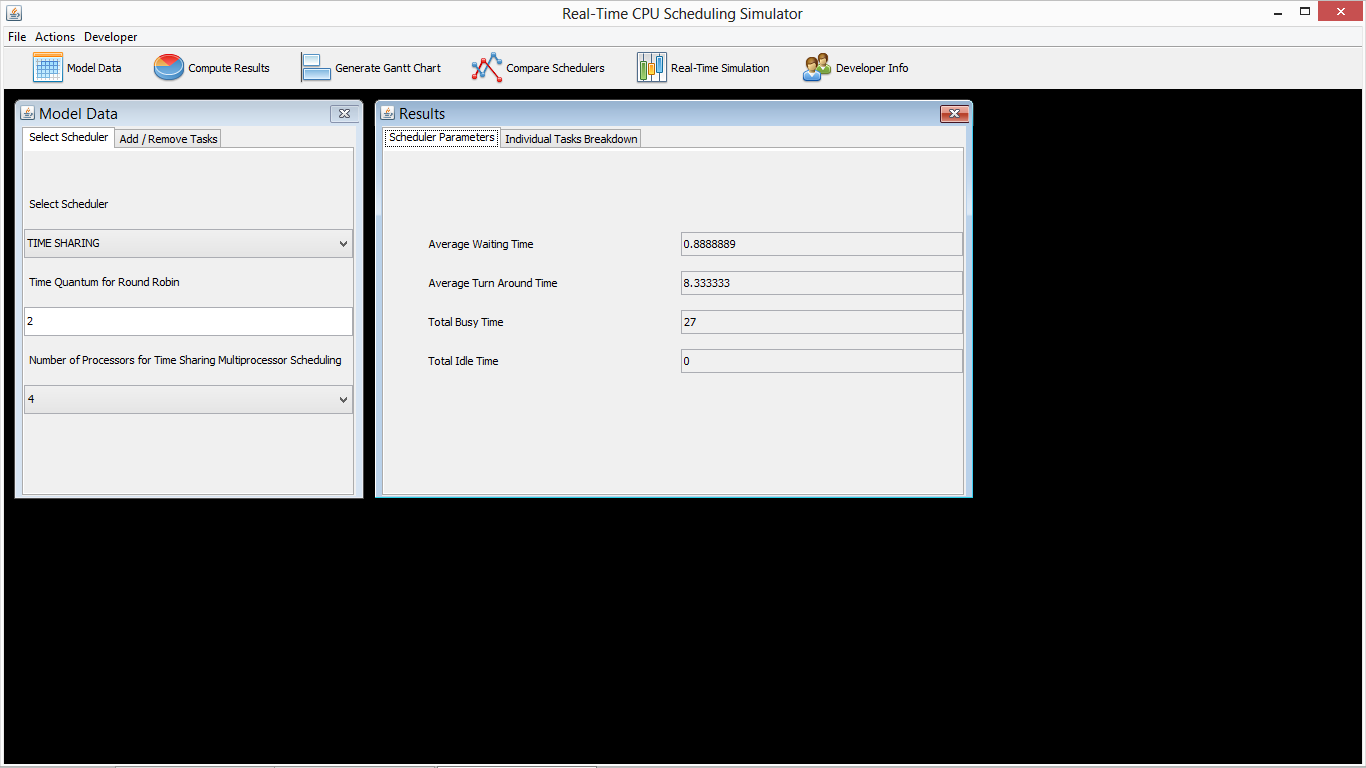 Real-Time CPU Scheduling Simulator
File Actions Developer
Model Data Compute Results Generate Gantt Chart Compare Schedulers Real-Time Simulation Developer Info
Model Data
Select Scheduler Add / Remove Tasks
Select Scheduler
TIME SHARING
Time Quantum for Round Robin
2
Number of Processors for Time Sharing Multiprocessor Scheduling
4
Results
Scheduler Parameters Individual Tasks Breakdown
Average Waiting Time 0.8888889
Average Turn Around Time 8.333333
Total Busy Time 27
Total Idle Time 0